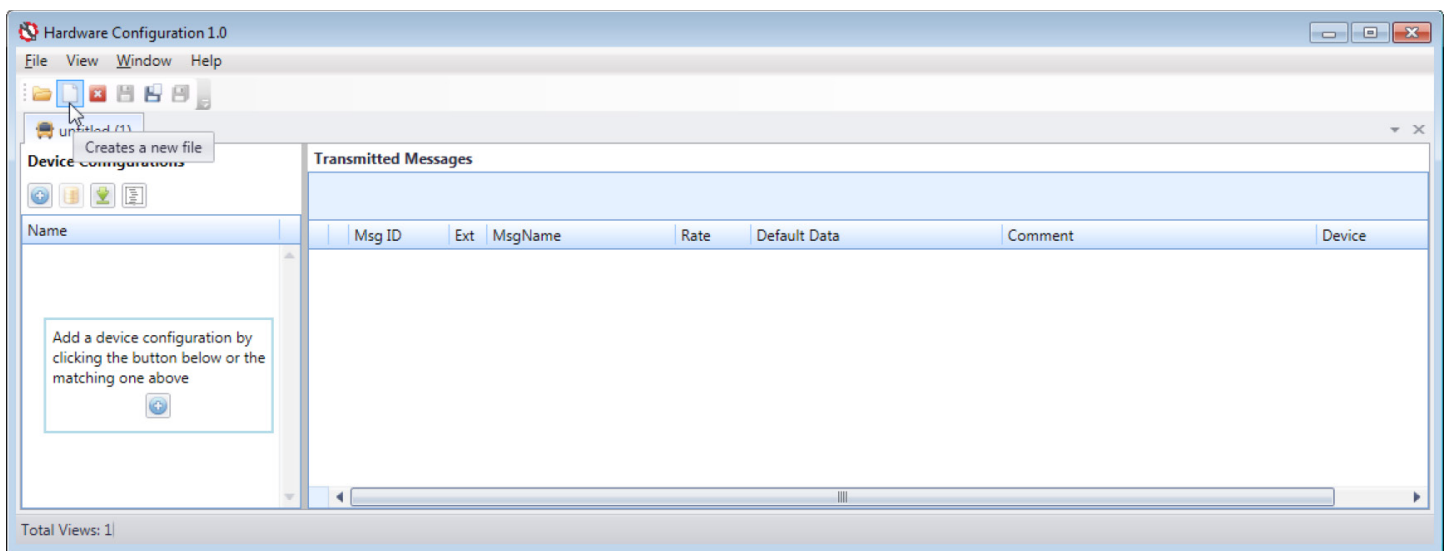 Hardware Configuration 1.0
File View Window Help
untitled (1)
Creates a new file
Device Configurations
Transmitted Messages
Name
Msg ID Ext MsgName Rate Default Data Comment Device
Add a device configuration by
clicking the button below or the
matching one above
Total Views: 1